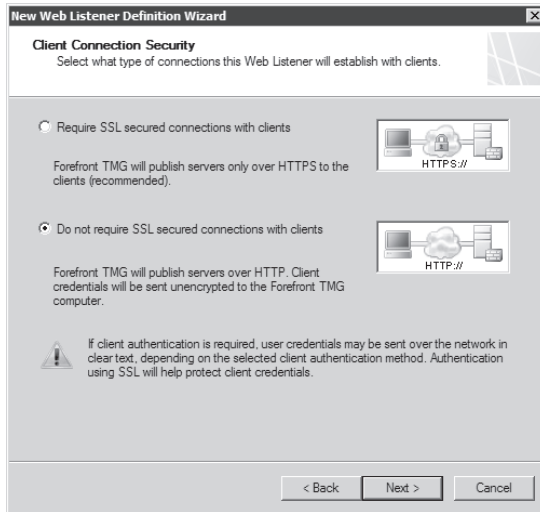 New Web Listener Definition Wizard
Client Connection Security
Select what type of connections this Web Listener will establish with clients.
Require SSL secured connections with clients
HTTPS://
Forefront TMG will publish servers only over HTTPS to the
clients (recommended).
Do not require SSL secured connections with clients
HTTP://
Forefront TMG will publish servers over HTTP. Client
credentials will be sent unencrypted to the Forefront TMG
computer.
If client authentication is required, user credentials may be sent over the network in
clear text, depending on the selected client authentication method. Authentication
using SSL will help protect client credentials.
< Back
Next >
Cancel